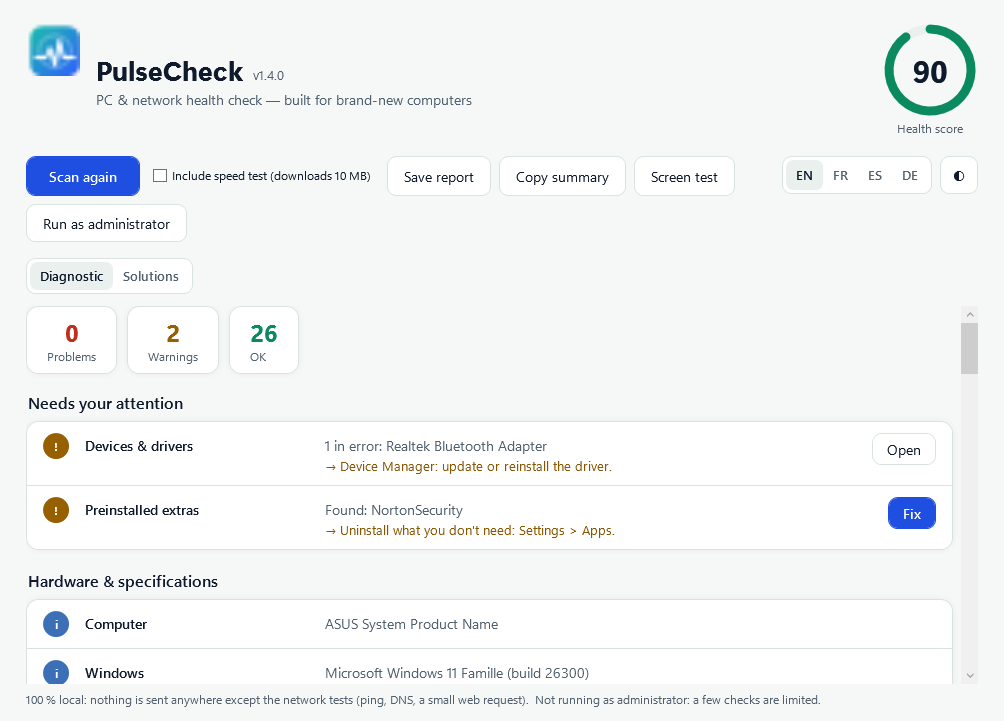 PulseCheck v1.4.0
PC & network health check — built for brand-new computers
90
Health score
Scan again
Include speed test (downloads 10 MB)
Save report
Copy summary
Screen test
EN FR ES DE
Run as administrator
Diagnostic Solutions
0
Problems
2
Warnings
26
OK
Needs your attention
! Devices & drivers
1 in error: Realtek Bluetooth Adapter
→ Device Manager: update or reinstall the driver.
Open
! Preinstalled extras
Found: NortonSecurity
→ Uninstall what you don't need: Settings > Apps.
Fix
Hardware & specifications
i Computer ASUS System Product Name
i Windows Microsoft Windows 11 Famille (build 26300)
100 % local: nothing is sent anywhere except the network tests (ping, DNS, a small web request). Not running as administrator: a few checks are limited.